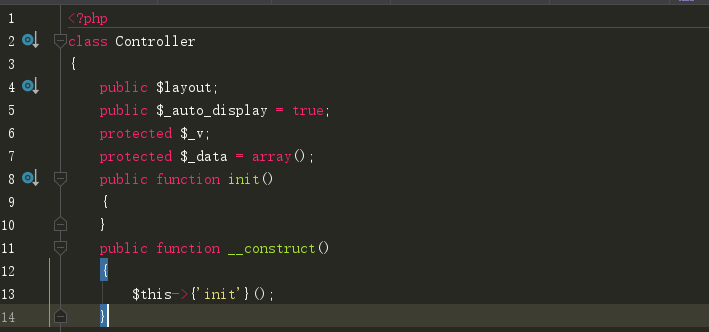 1 <?php
2 class Controller
3 {
4 public $layout;
5 public $_auto_display = true;
6 protected $_v;
7 protected $_data = array();
8 public function init()
9 {
10 }
11 public function __construct()
12 {
13 $this->{'init'}();
14 }